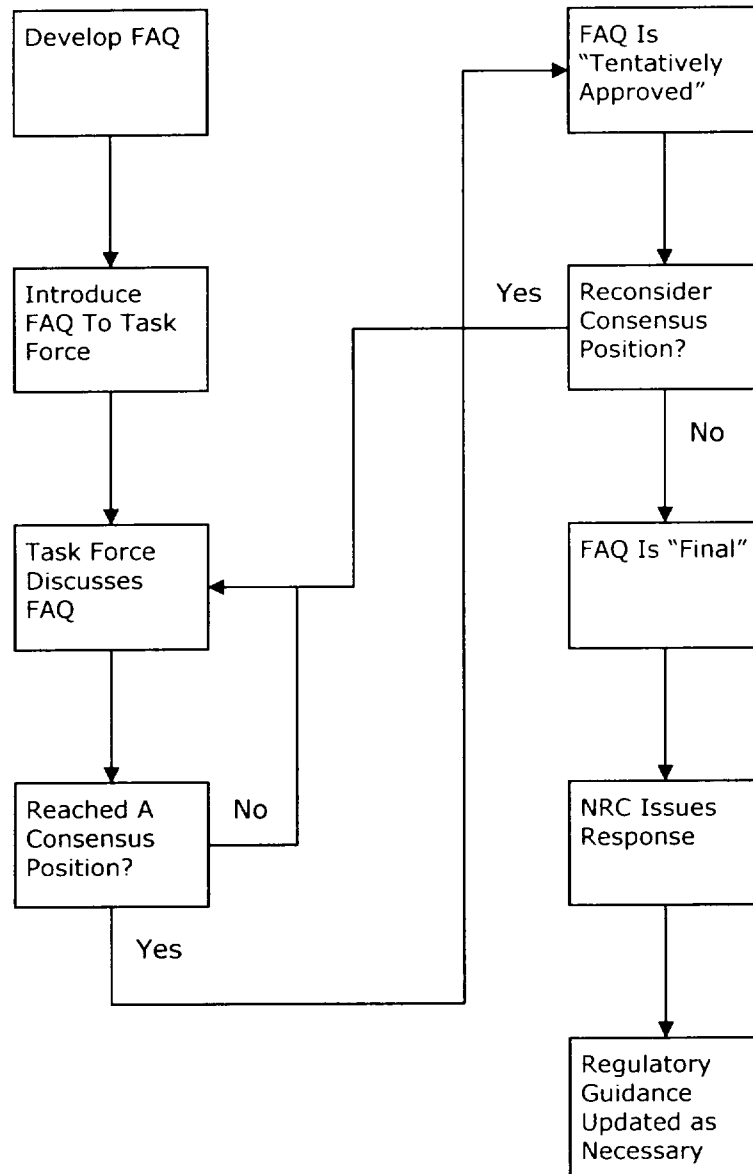 Develop FAQ
Introduce
FAQ To Task
Force
Task Force
Discusses
FAQ
Reached A
Consensus
Position?
No
Yes
FAQ Is
“Tentatively
Approved”
Yes
Reconsider
Consensus
Position?
No
FAQ Is “Final”
NRC Issues
Response
Regulatory
Guidance
Updated as
Necessary